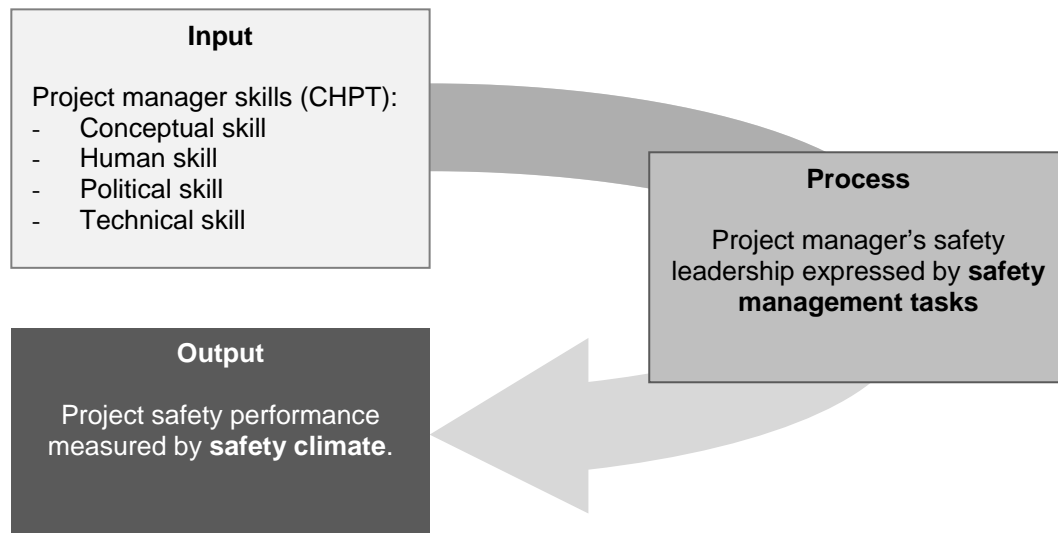 Input
Project manager skills (CHPT):
- Conceptual skill
- Human skill
- Political skill
- Technical skill
Process
Project manager’s safety
leadership expressed by safety
management tasks
Output
Project safety performance
measured by safety climate.